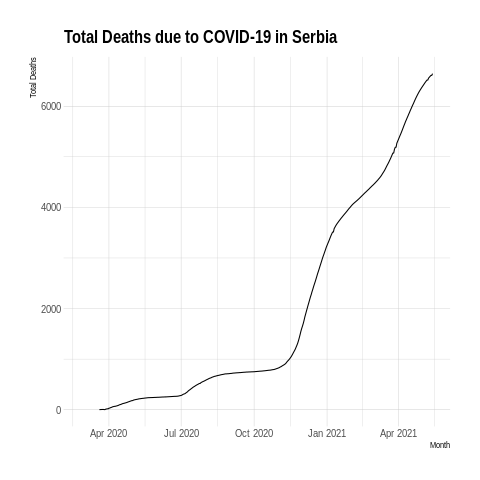 Total Deaths due to COVID-19 in Serbia
Total Deaths
6000
4000
2000
0
Apr 2020 Jul 2020 Oct 2020 Jan 2021 Apr 2021
Month